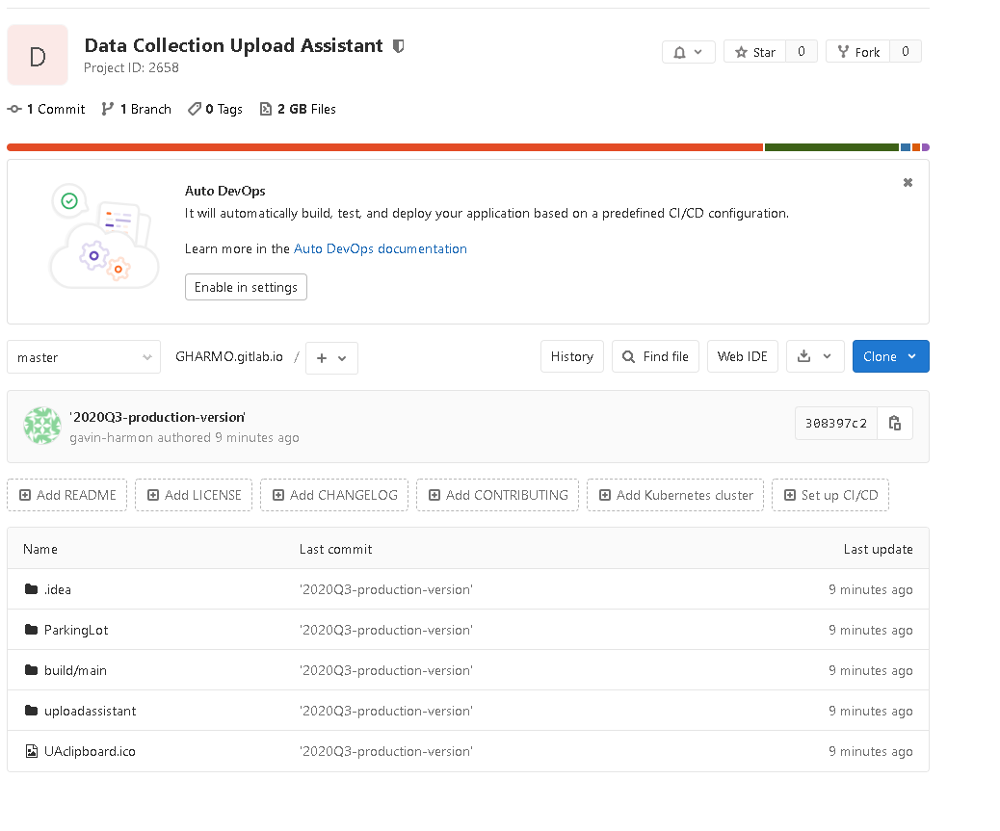 D
Data Collection Upload Assistant
Project ID: 2658
Star 0 Fork 0
1 Commit 1 Branch 0 Tags 2 GB Files
Auto DevOps
It will automatically build, test, and deploy your application based on a predefined CI/CD configuration.
Learn more in the Auto DevOps documentation
Enable in settings
master GHARMO.gitlab.io / + History Find file Web IDE Clone
'2020Q3-production-version'
gavin-harmon authored 9 minutes ago
308397c2
Add README Add LICENSE Add CHANGELOG Add CONTRIBUTING Add Kubernetes cluster Set up CI/CD
Name Last commit Last update
.idea '2020Q3-production-version' 9 minutes ago
ParkingLot '2020Q3-production-version' 9 minutes ago
build/main '2020Q3-production-version' 9 minutes ago
uploadassistant '2020Q3-production-version' 9 minutes ago
UAclipboard.ico '2020Q3-production-version' 9 minutes ago